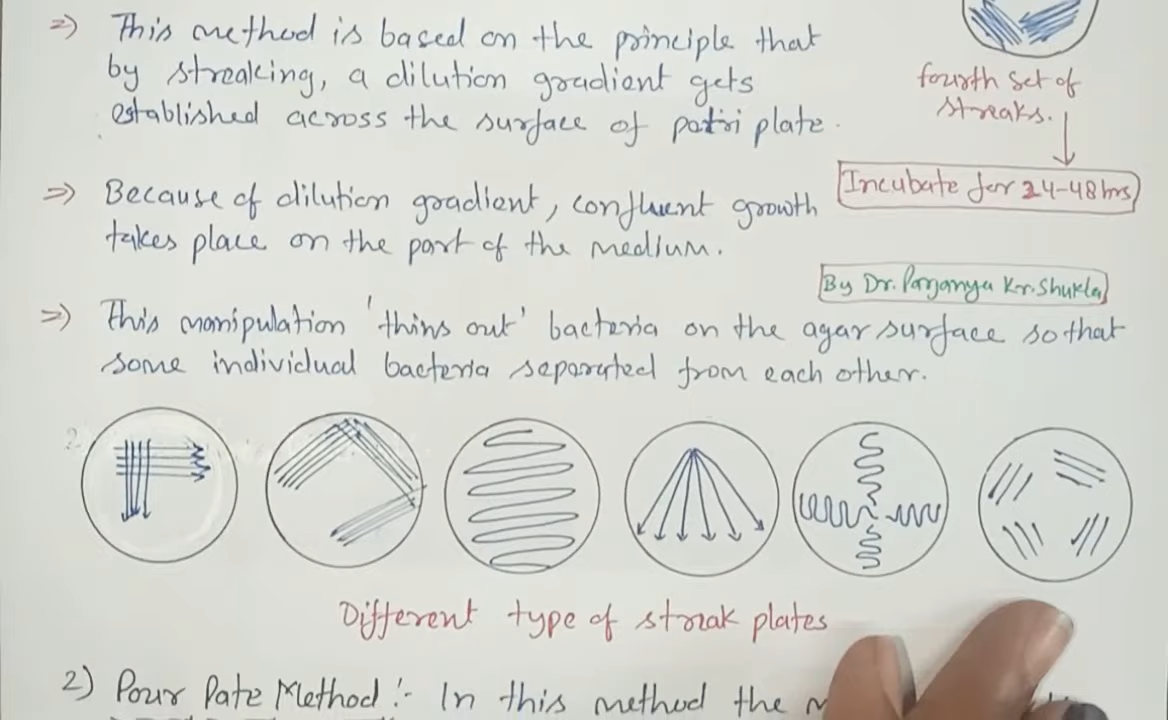 => This method is based on the principle that
by streaking, a dilution gradient gets
established across the surface of patri plate.
fourth set of
streaks.
Incubate for 24-48 hrs
=> Because of dilution gradient, confluent growth
takes place on the part of the medium.
By Dr. Parganya Kr. Shukla
=> This manipulation 'thins out' bacteria on the agar surface so that
some individual bacteria separated from each other.
Different type of streak plates
2) Pour Pate Method :- In this method the